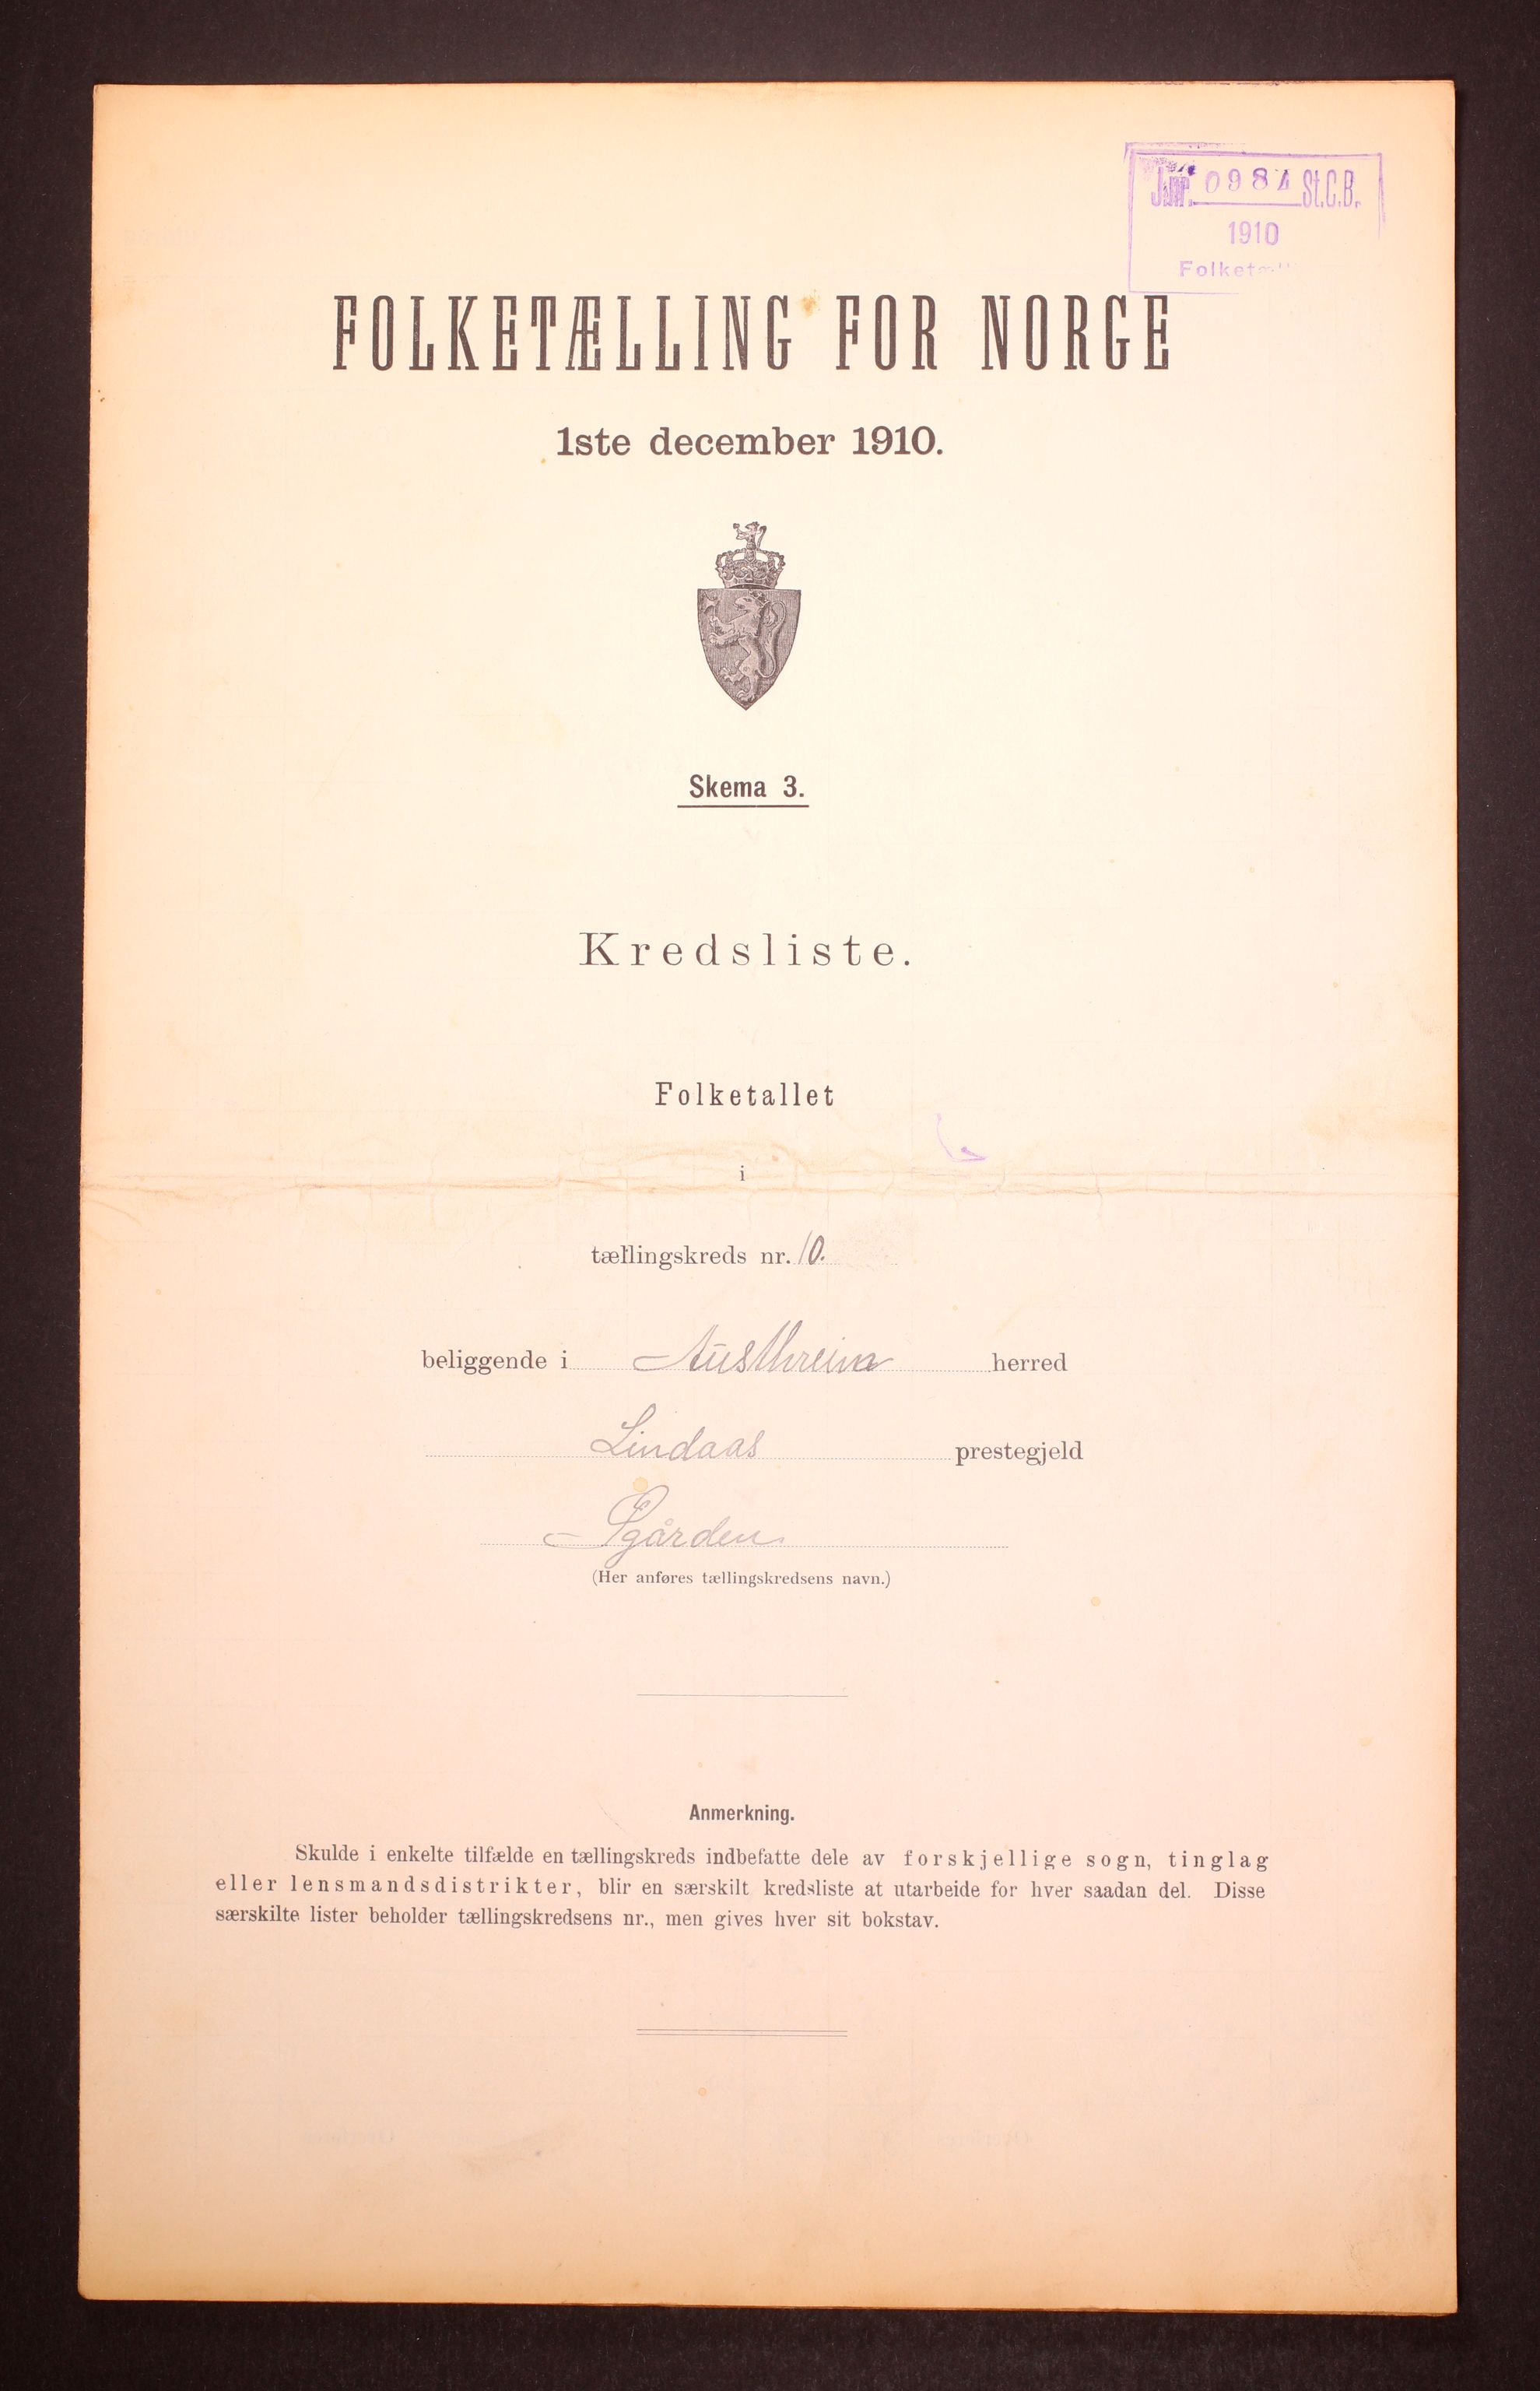 Jnr. 0984 St.C.B.
1910
FOLKETÆLLING FOR NORGE
1ste december 1910.
Skema 3.
Kredsliste.
Folketallet
i
tællingskreds nr. 10.
beliggende i Austhreim herred
Lindaas prestegjeld
(Her anføres tællingskredsens navn.)
Anmerkning.
Skulde i enkelte tilfælde en tællingskreds indbefatte dele av forskjellige sogn, tinglag
eller lensmandsdistrikter, blir en særskilt kredsliste at utarbeide for hver saadan del. Disse
særskilte lister beholder tællingskredsens nr., men gives hver sit bokstav.